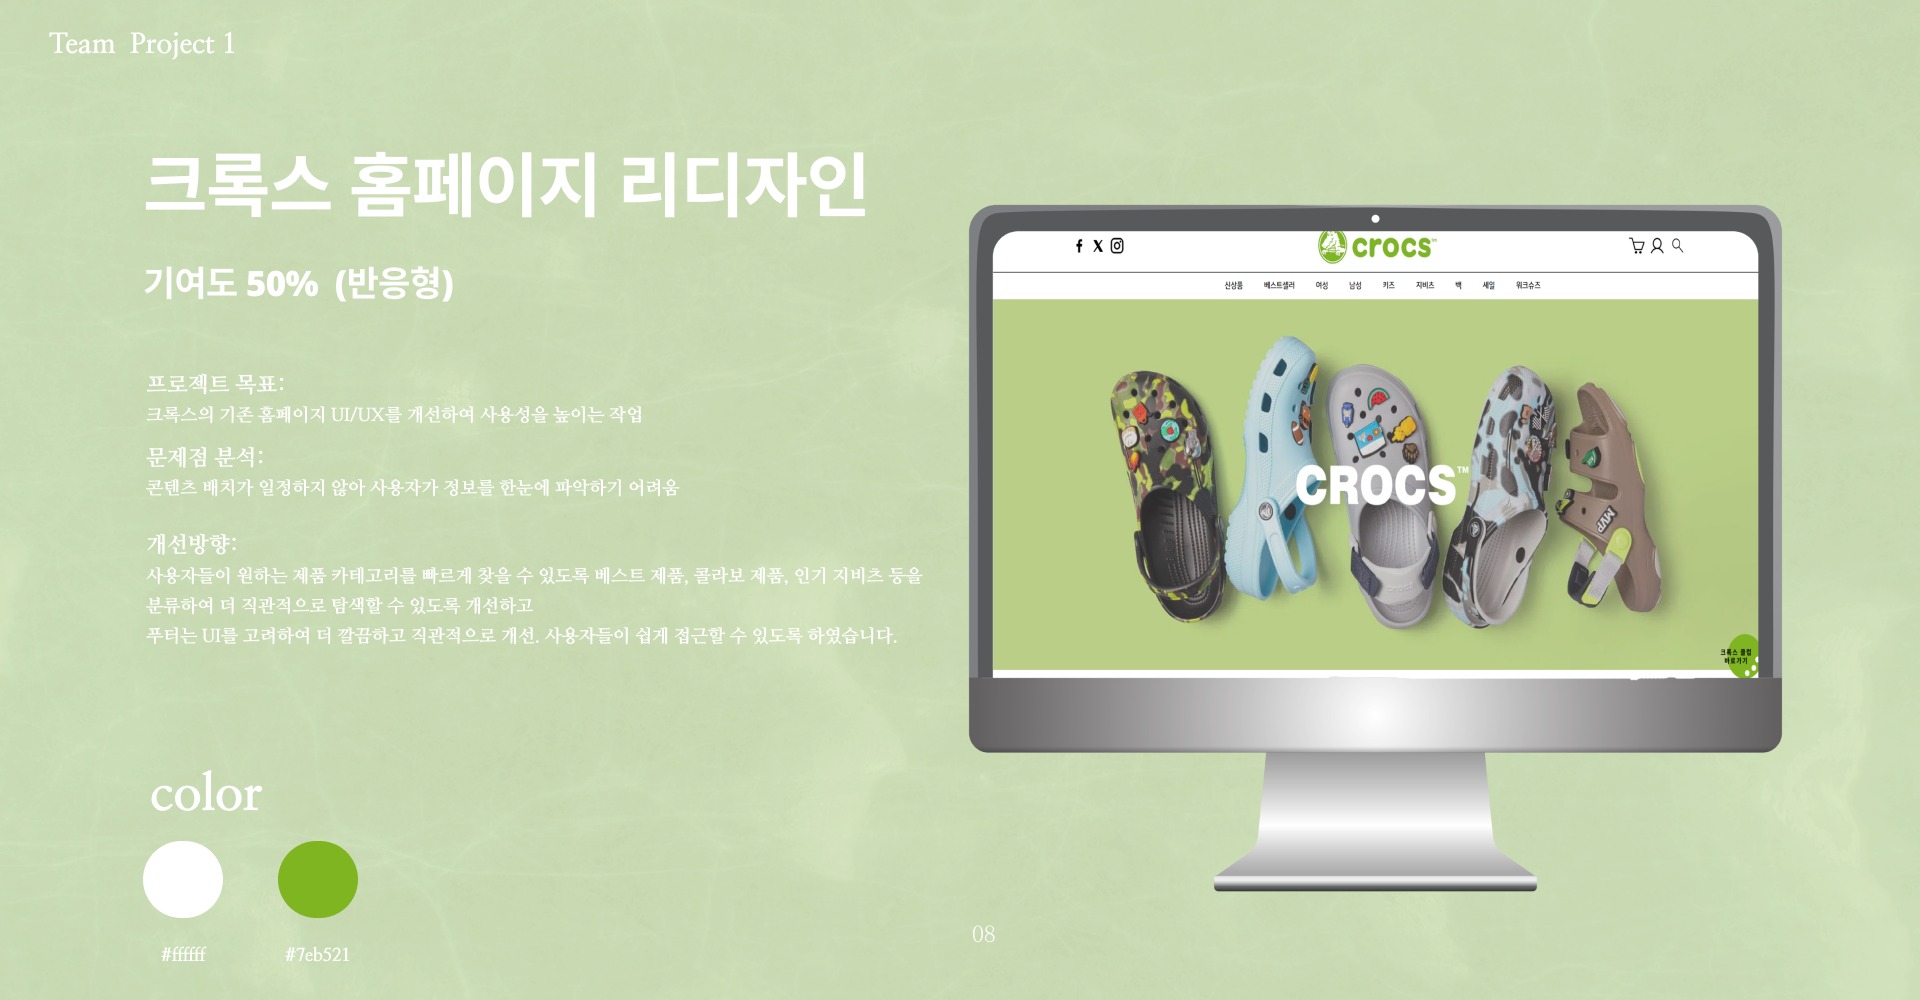 Team Project 1
크록스 홈페이지 리디자인
기여도 50% (반응형)
프로젝트 목표:
크록스의 기존 홈페이지 UI/UX를 개선하여 사용성을 높이는 작업
문제점 분석:
콘텐츠 배치가 일정하지 않아 사용자가 정보를 한눈에 파악하기 어려움
개선방향:
사용자들이 원하는 제품 카테고리를 빠르게 찾을 수 있도록 베스트 제품, 콜라보 제품, 인기 지비츠 등을
분류하여 더 직관적으로 탐색할 수 있도록 개선하고
푸터는 UI를 고려하여 더 깔끔하고 직관적으로 개선. 사용자들이 쉽게 접근할 수 있도록 하였습니다.
color
#ffffff #7eb521
crocs™
신상품 베스트셀러 여성 남성 키즈 지비츠 백 세일 워크슈즈
CROCS™
MVP
크록스 클럽
바로가기
08